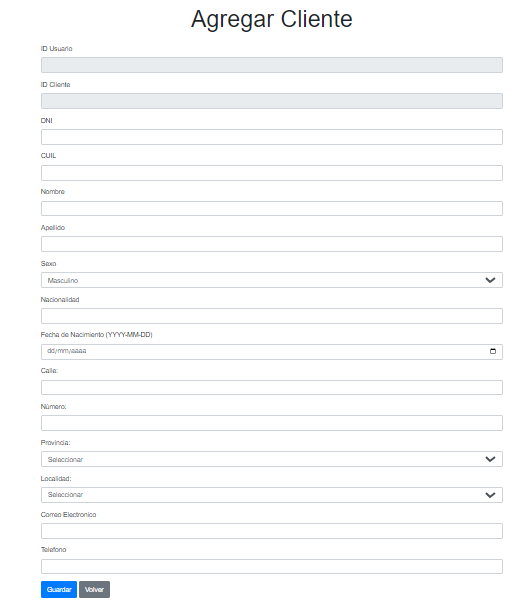 Agregar Cliente
ID Usuario
ID Cliente
DNI
CUIL
Nombre
Apellido
Sexo
Masculino
Nacionalidad
Fecha de Nacimiento (YYYY-MM-DD)
dd/mm/aaaa
Calle:
Número:
Provincia:
Seleccionar
Localidad:
Seleccionar
Correo Electronico
Telefono
Guardar Volver